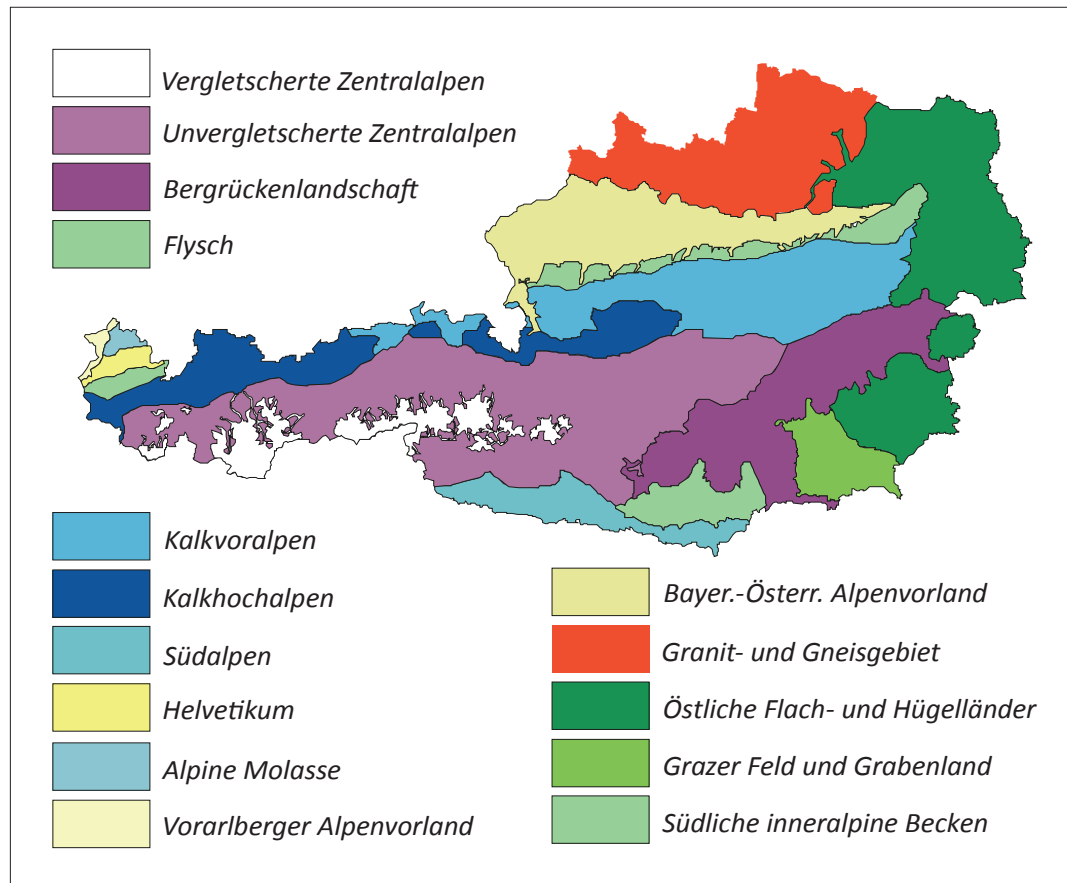 Vergletscherte Zentralalpen
Unvergletscherte Zentralalpen
Bergrückenlandschaft
Flysch
Kalkvoralpen
Kalkhochalpen
Südalpen
Helvetikum
Alpine Molasse
Vorarlberger Alpenvorland
Bayer.-Österr. Alpenvorland
Granit- und Gneisgebiet
Östliche Flach- und Hügelländer
Grazer Feld und Grabenland
Südliche inneralpine Becken